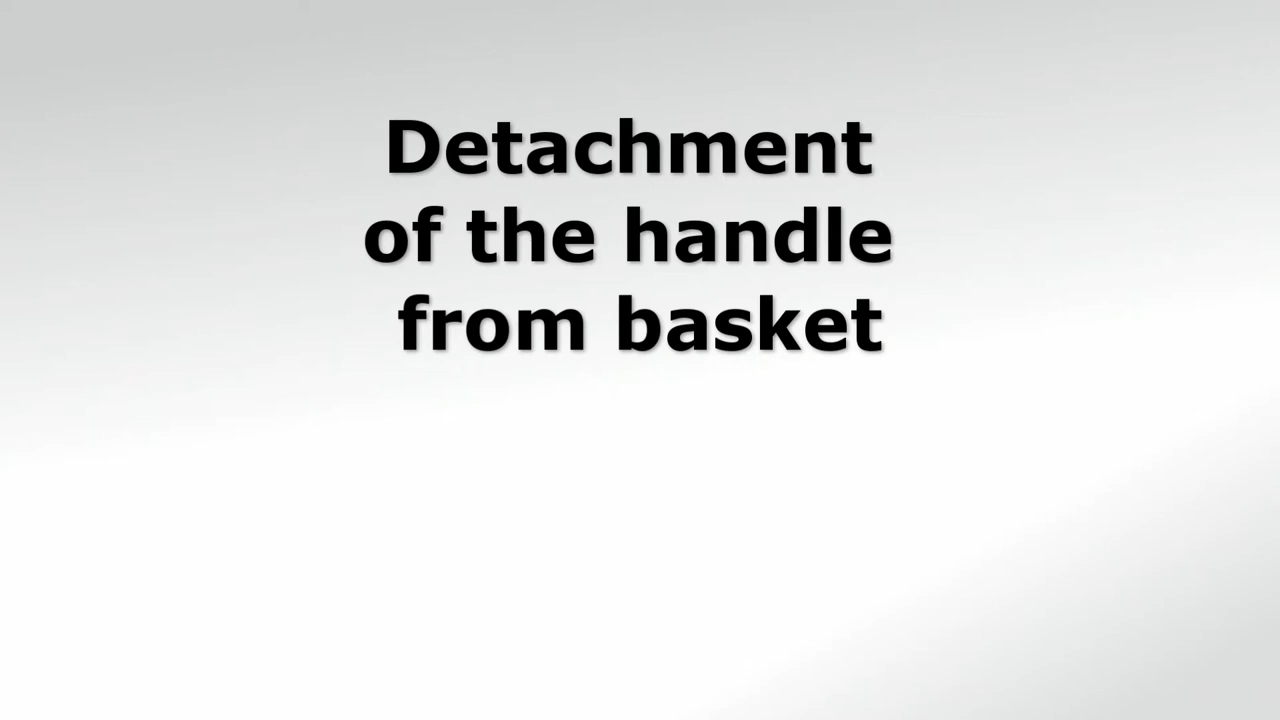 Detachment
of the handle
from basket